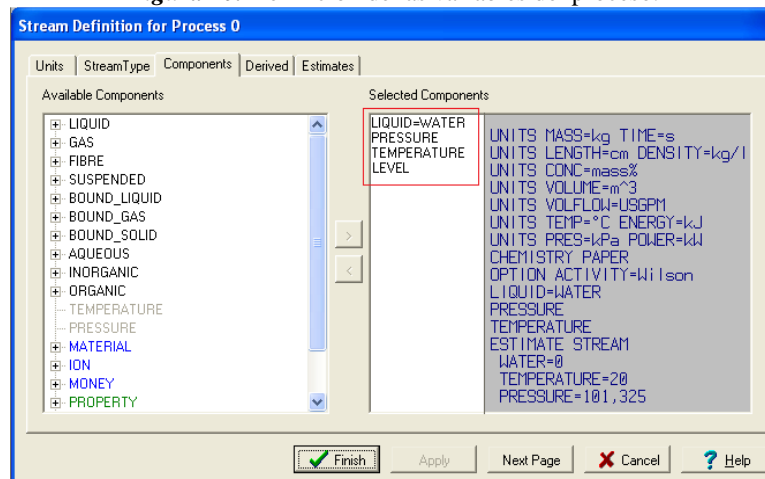 Stream Definition for Process 0
Units StreamType Components Derived Estimates
Available Components
LIQUID
GAS
FIBRE
SUSPENDED
BOUND_LIQUID
BOUND_GAS
BOUND_SOLID
AQUEOUS
INORGANIC
ORGANIC
TEMPERATURE
PRESSURE
MATERIAL
ION
MONEY
PROPERTY
>
<
Selected Components
LIQUID=WATER
PRESSURE
TEMPERATURE
LEVEL
UNITS MASS=kg TIME=s
UNITS LENGTH=cm DENSITY=kg/l
UNITS CONC=mass%
UNITS VOLUME=m^3
UNITS VOLFLOW=USGPM
UNITS TEMP=°C ENERGY=kJ
UNITS PRES=kPa POWER=kW
CHEMISTRY PAPER
OPTION ACTIVITY=Wilson
LIQUID=WATER
PRESSURE
TEMPERATURE
ESTIMATE STREAM
WATER=0
TEMPERATURE=20
PRESSURE=101,325
Finish Apply Next Page Cancel Help